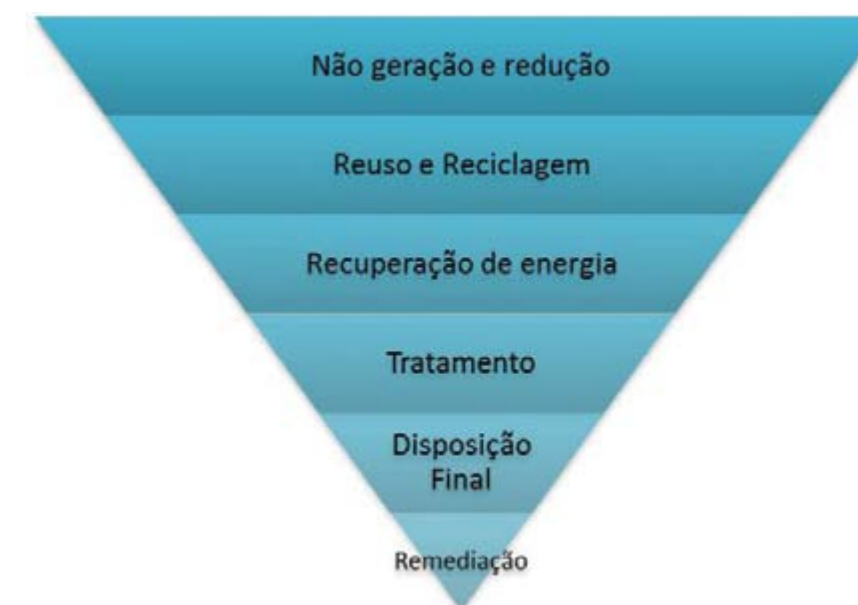 Não geração e redução
Reuso e Reciclagem
Recuperação de energia
Tratamento
Disposição
Final
Remediação